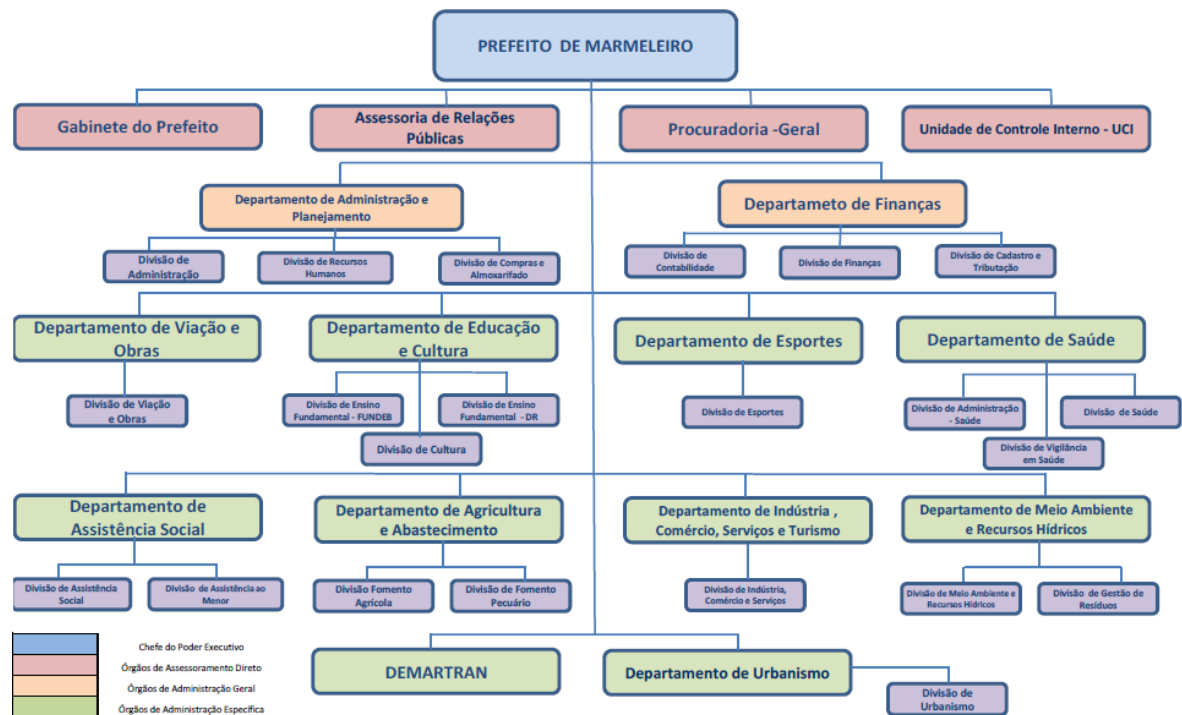 PREFEITO DE MARMELEIRO
Gabinete do Prefeito
Assessoria de Relações
Públicas
Procuradoria -Geral
Unidade de Controle Interno - UCI
Departamento de Administração e
Planejamento
Departameto de Finanças
Divisão de
Administração
Divisão de Recursos
Humanos
Divisão de Compras e
Almoxarifado
Divisão de
Contabilidade
Divisão de Finanças
Divisão de Cadastro e
Tributação
Departamento de Viação e
Obras
Departamento de Educação
e Cultura
Departamento de Esportes
Departamento de Saúde
Divisão de Viação
e Obras
Divisão de Ensino
Fundamental - FUNDEB
Divisão de Ensino
Fundamental - DR
Divisão de Cultura
Divisão de Esportes
Divisão de Administração
- Saúde
Divisão de Saúde
Divisão de Vigilância
em Saúde
Departamento de
Assistência Social
Departamento de Agricultura
e Abastecimento
Departamento de Indústria ,
Comércio, Serviços e Turismo
Departamento de Meio Ambiente
e Recursos Hídricos
Divisão de Assistência
Social
Divisão de Assistência ao
Menor
Divisão Fomento
Agrícola
Divisão de Fomento
Pecuário
Divisão de Indústria,
Comércio e Serviços
Divisão de Meio Ambiente e
Recursos Hídricos
Divisão de Gestão de
Resíduos
DEMARTRAN
Departamento de Urbanismo
Divisão de
Urbanismo
Chefe do Poder Executivo
Órgãos de Assessoramento Direto
Órgãos de Administração Geral
Órgãos de Administração Específica